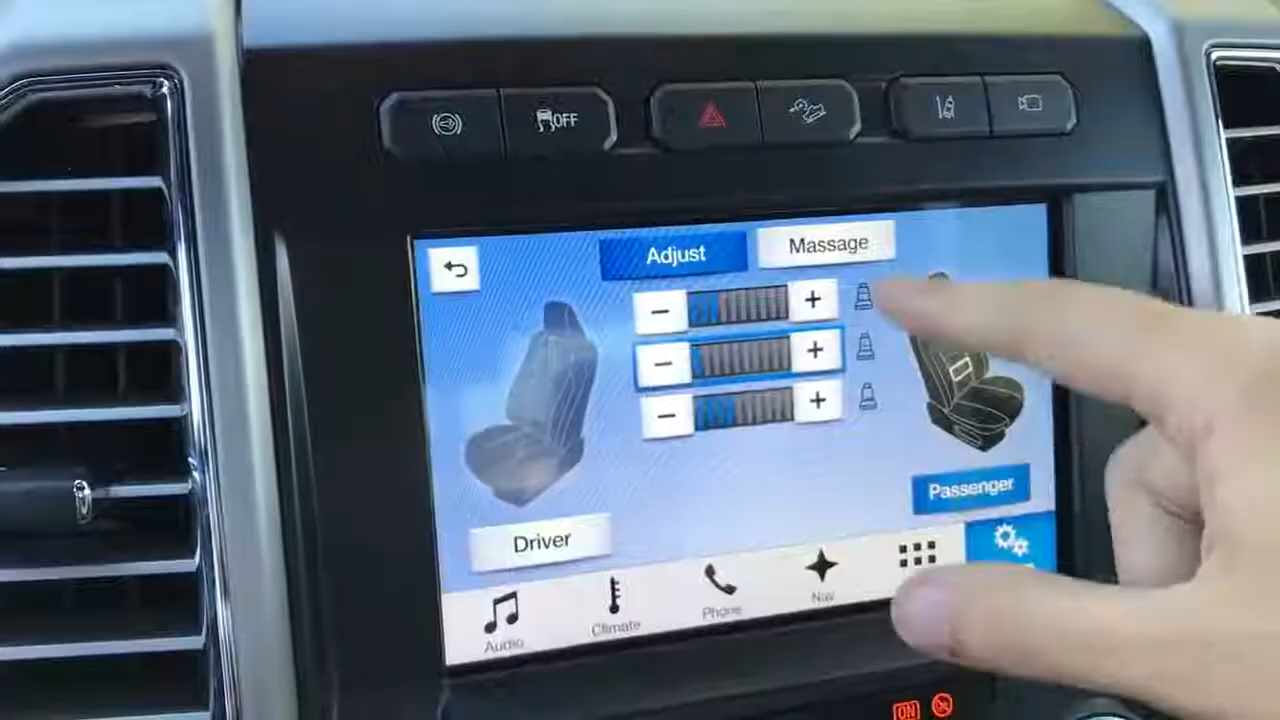 OFF
Adjust
Massage
Passenger
Driver
Audio
Climate
Phone
Nav
ON